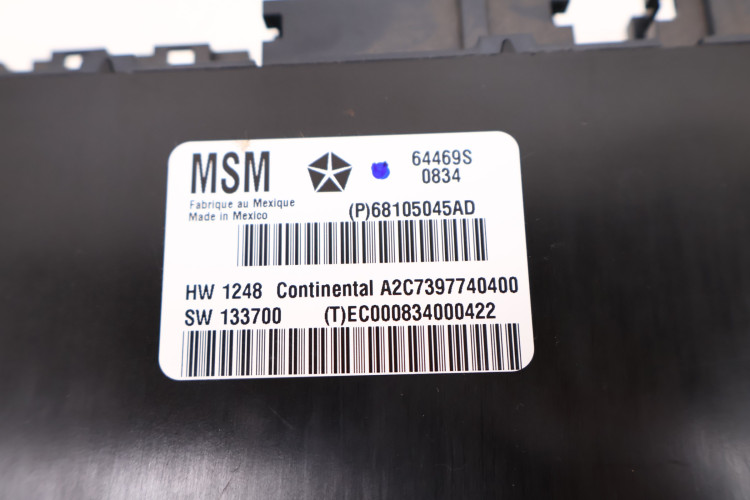 MSM 64469S
0834
Fabrique au Mexique
Made in Mexico
(P)68105045AD
HW 1248 Continental A2C7397740400
SW 133700 (T)EC000834000422